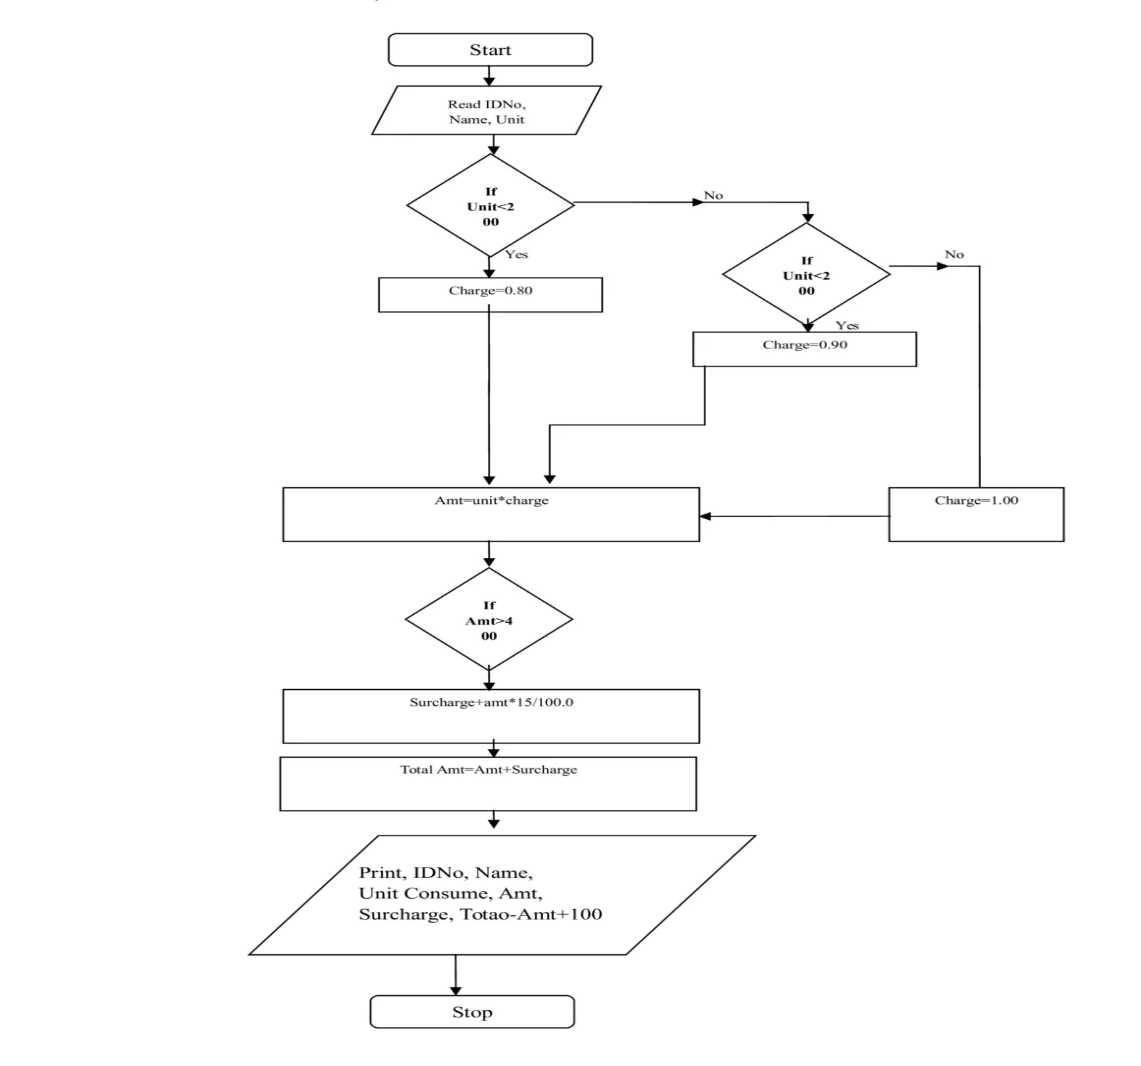 Start
Read IDNo,
Name, Unit
If
Unit<2
00
No
Yes
Charge=0.80
If
Unit<2
00
No
Yes
Charge=0.90
Amt=unit*charge
Charge=1.00
If
Amt>4
00
Surcharge+amt*15/100.0
Total Amt=Amt+Surcharge
Print, IDNo, Name,
Unit Consume, Amt,
Surcharge, Totao-Amt+100
Stop